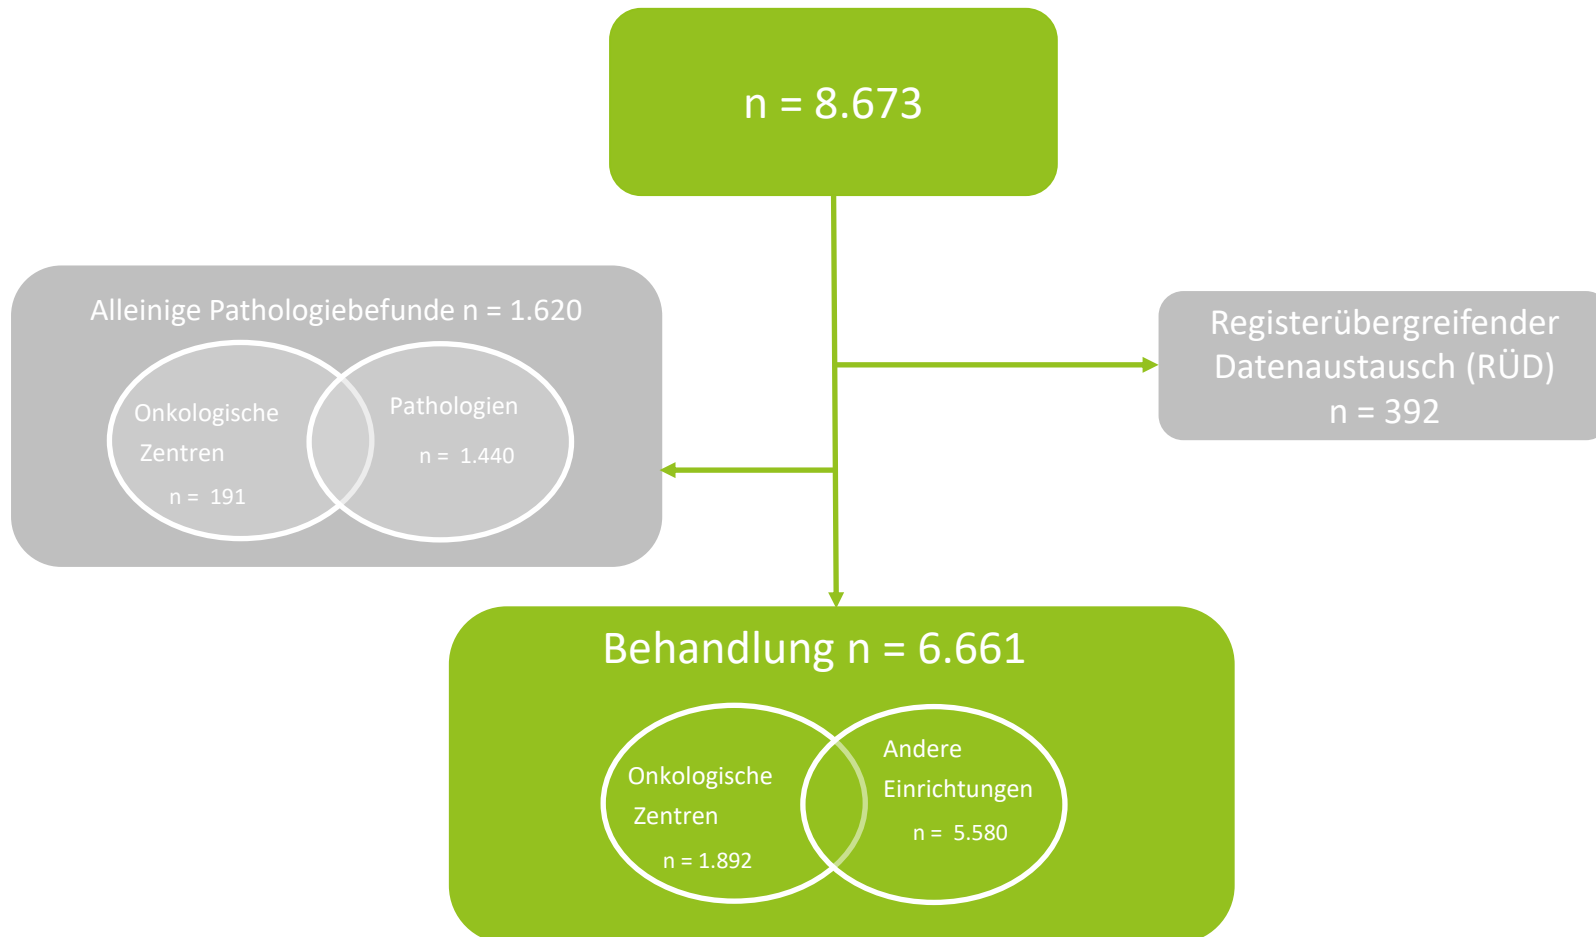 n = 8.673
Alleinige Pathologiebefunde n = 1.620
Onkologische
Zentren
n = 191
Pathologien
n = 1.440
Registerübergreifender
Datenaustausch (RÜD)
n = 392
Behandlung n = 6.661
Onkologische
Zentren
n = 1.892
Andere
Einrichtungen
n = 5.580